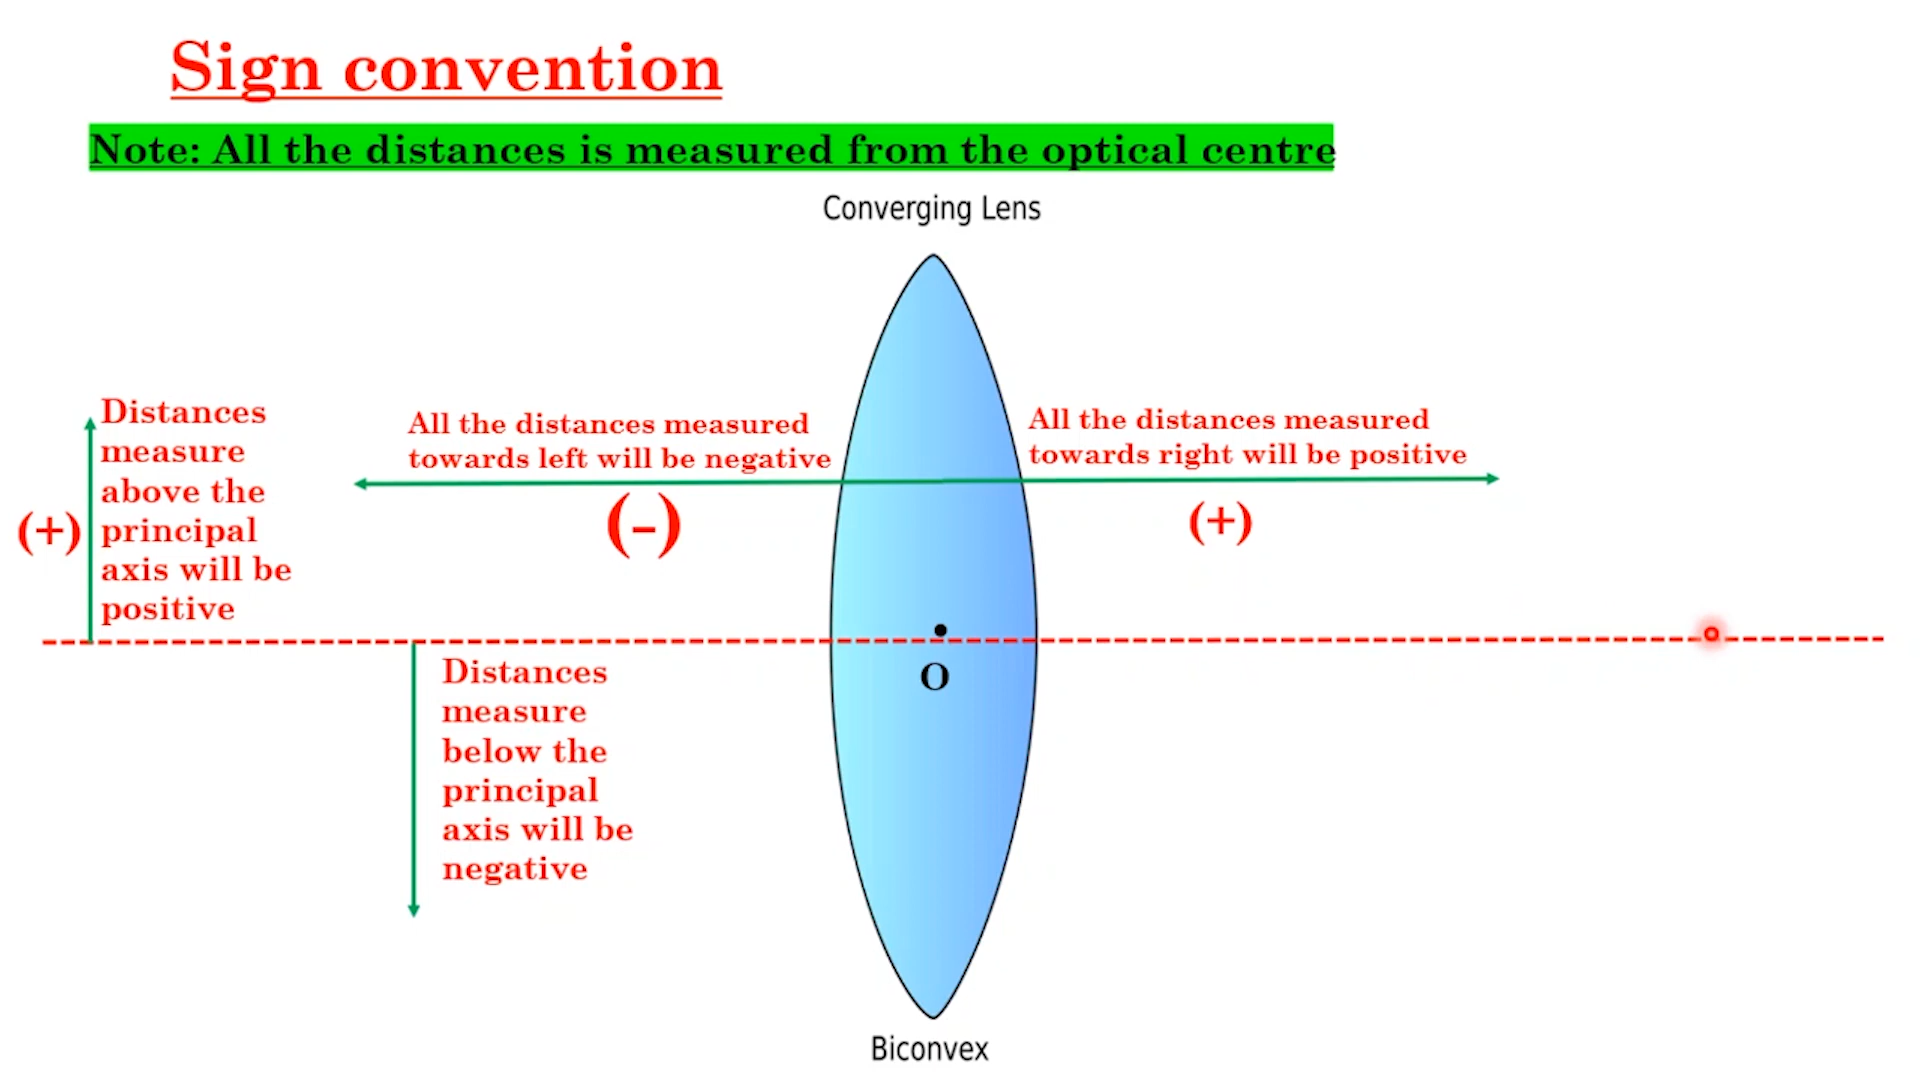 Sign convention
Note: All the distances is measured from the optical centre
Converging Lens
Distances
measure
above the
principal
axis will be
positive
(+)
All the distances measured
towards left will be negative
(-)
All the distances measured
towards right will be positive
(+)
O
Distances
measure
below the
principal
axis will be
negative
Biconvex